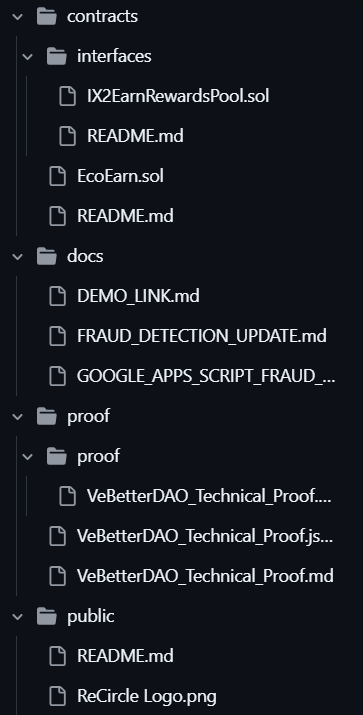 contracts
interfaces
IX2EarnRewardsPool.sol
README.md
EcoEarn.sol
README.md
docs
DEMO_LINK.md
FRAUD_DETECTION_UPDATE.md
GOOGLE_APPS_SCRIPT_FRAUD_...
proof
proof
VeBetterDAO_Technical_Proof....
VeBetterDAO_Technical_Proof.js...
VeBetterDAO_Technical_Proof.md
public
README.md
ReCircle Logo.png